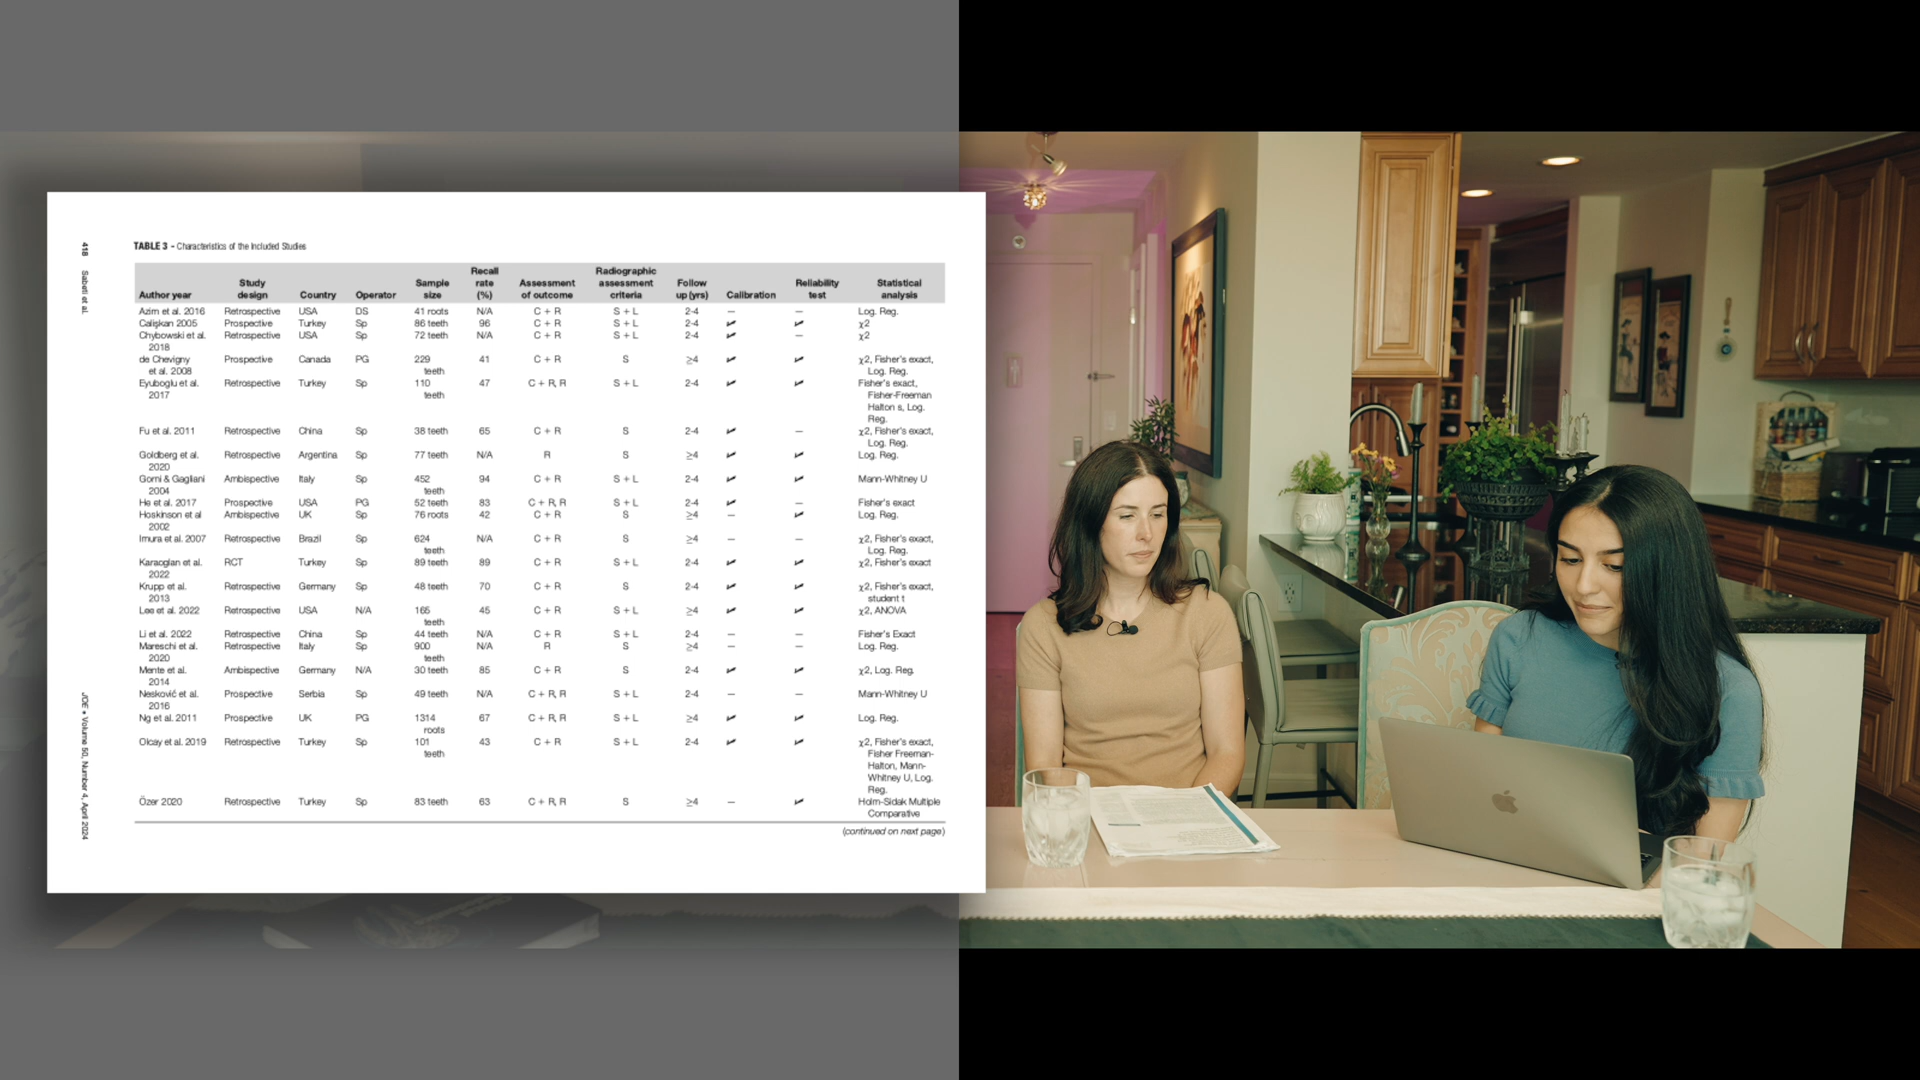 418 Sabeti et al.
JOE • Volume 50, Number 4, April 2024
TABLE 3 - Characteristics of the Included Studies
Author year Study design Country Operator Sample size Recall rate (%) Assessment of outcome Radiographic assessment criteria Follow up (yrs) Calibration Reliability test Statistical analysis
Azim et al. 2016 Retrospective USA DS 41 roots N/A C + R S + L 2-4 – – Log. Reg.
Calişkan 2005 Prospective Turkey Sp 86 teeth 96 C + R S + L 2-4 ✓ ✓ χ2
Chybowski et al. 2018 Retrospective USA Sp 72 teeth N/A C + R S + L 2-4 ✓ – χ2
de Chevigny et al. 2008 Prospective Canada PG 229 teeth 41 C + R S ≥4 ✓ ✓ χ2, Fisher's exact, Log. Reg.
Eyuboglu et al. 2017 Retrospective Turkey Sp 110 teeth 47 C + R, R S + L 2-4 ✓ ✓ Fisher's exact, Fisher-Freeman Halton s, Log. Reg.
Fu et al. 2011 Retrospective China Sp 38 teeth 65 C + R S 2-4 ✓ – χ2, Fisher's exact, Log. Reg.
Goldberg et al. 2020 Retrospective Argentina Sp 77 teeth N/A R S ≥4 ✓ ✓ Log. Reg.
Gorni & Gagliani 2004 Ambispective Italy Sp 452 teeth 94 C + R S + L 2-4 ✓ ✓ Mann-Whitney U
He et al. 2017 Prospective USA PG 52 teeth 83 C + R, R S + L 2-4 ✓ – Fisher's exact
Hoskinson et al 2002 Ambispective UK Sp 76 roots 42 C + R S ≥4 – ✓ Log. Reg.
Imura et al. 2007 Retrospective Brazil Sp 624 teeth N/A C + R S ≥4 – – χ2, Fisher's exact, Log. Reg.
Karaoglan et al. 2022 RCT Turkey Sp 89 teeth 89 C + R S + L 2-4 ✓ ✓ χ2, Fisher's exact
Krupp et al. 2013 Retrospective Germany Sp 48 teeth 70 C + R S 2-4 ✓ ✓ χ2, Fisher's exact, student t
Lee et al. 2022 Retrospective USA N/A 165 teeth 45 C + R S + L ≥4 ✓ ✓ χ2, ANOVA
Li et al. 2022 Retrospective China Sp 44 teeth N/A C + R S + L 2-4 – – Fisher's Exact
Mareschi et al. 2020 Retrospective Italy Sp 900 teeth N/A R S ≥4 – – Log. Reg.
Mente et al. 2014 Ambispective Germany N/A 30 teeth 85 C + R S 2-4 ✓ ✓ χ2, Log. Reg.
Nesković et al. 2016 Prospective Serbia Sp 49 teeth N/A C + R, R S + L 2-4 – – Mann-Whitney U
Ng et al. 2011 Prospective UK PG 1314 roots 67 C + R, R S + L ≥4 ✓ ✓ Log. Reg.
Olcay et al. 2019 Retrospective Turkey Sp 101 teeth 43 C + R S + L 2-4 ✓ ✓ χ2, Fisher's exact, Fisher Freeman-Halton, Mann-Whitney U, Log. Reg.
Özer 2020 Retrospective Turkey Sp 83 teeth 63 C + R, R S ≥4 – ✓ Holm-Sidak Multiple Comparative
(continued on next page)